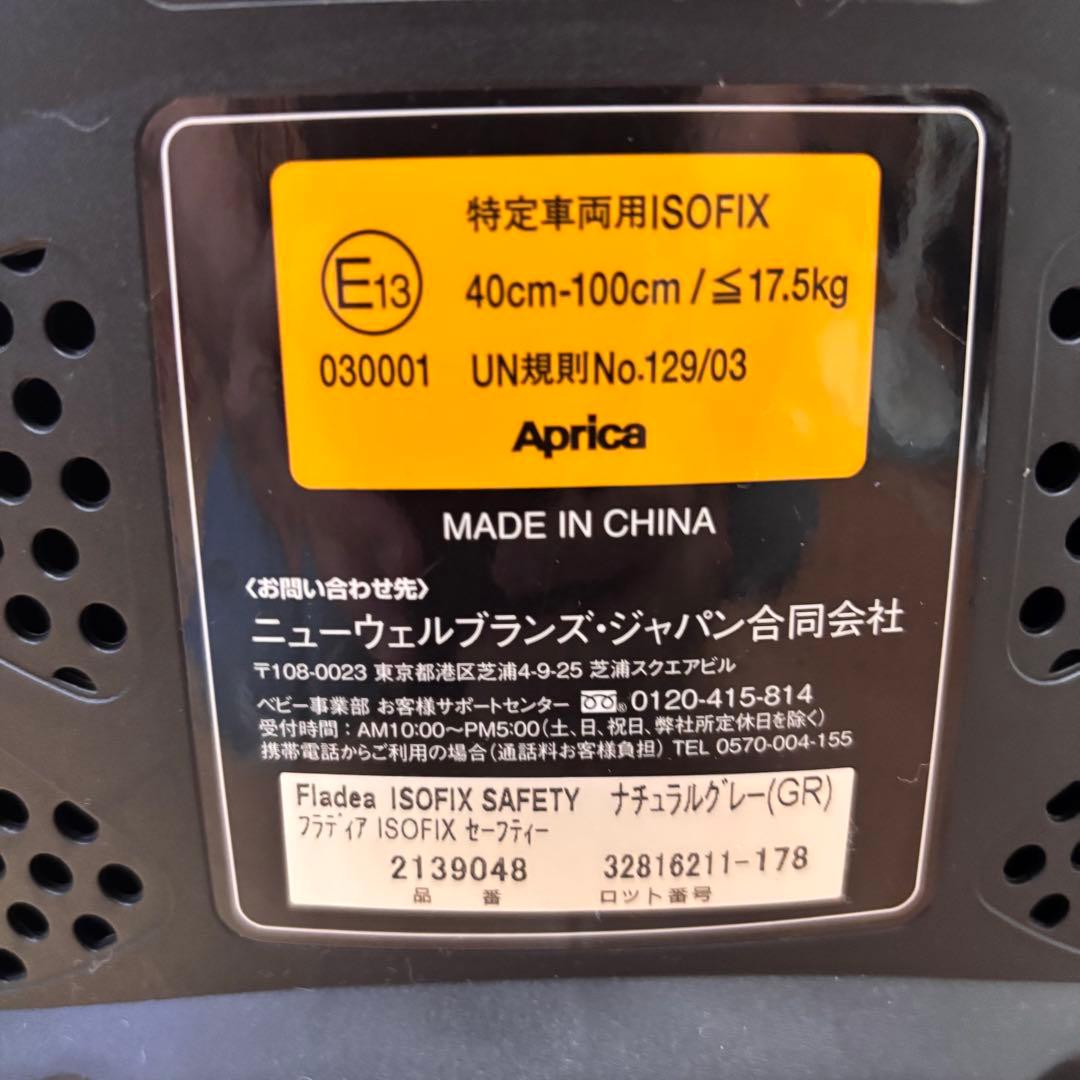 特定車両用ISOFIX
E13
40cm-100cm/≦17.5kg
030001 UN規則No.129/03
Aprica
MADE IN CHINA
〈お問い合わせ先〉
ニューウェルブランズ・ジャパン合同会社
〒108-0023 東京都港区芝浦4-9-25 芝浦スクエアビル
ベビー事業部 お客様サポートセンター 0120-415-814
受付時間：AM10:00〜PM5:00(土、日、祝日、弊社所定休日を除く)
携帯電話からご利用の場合(通話料お客様負担) TEL 0570-004-155
Fladea ISOFIX SAFETY ナチュラルグレー(GR)
フラディア ISOFIX セーフティー
2139048 32816211-178
品番 ロット番号